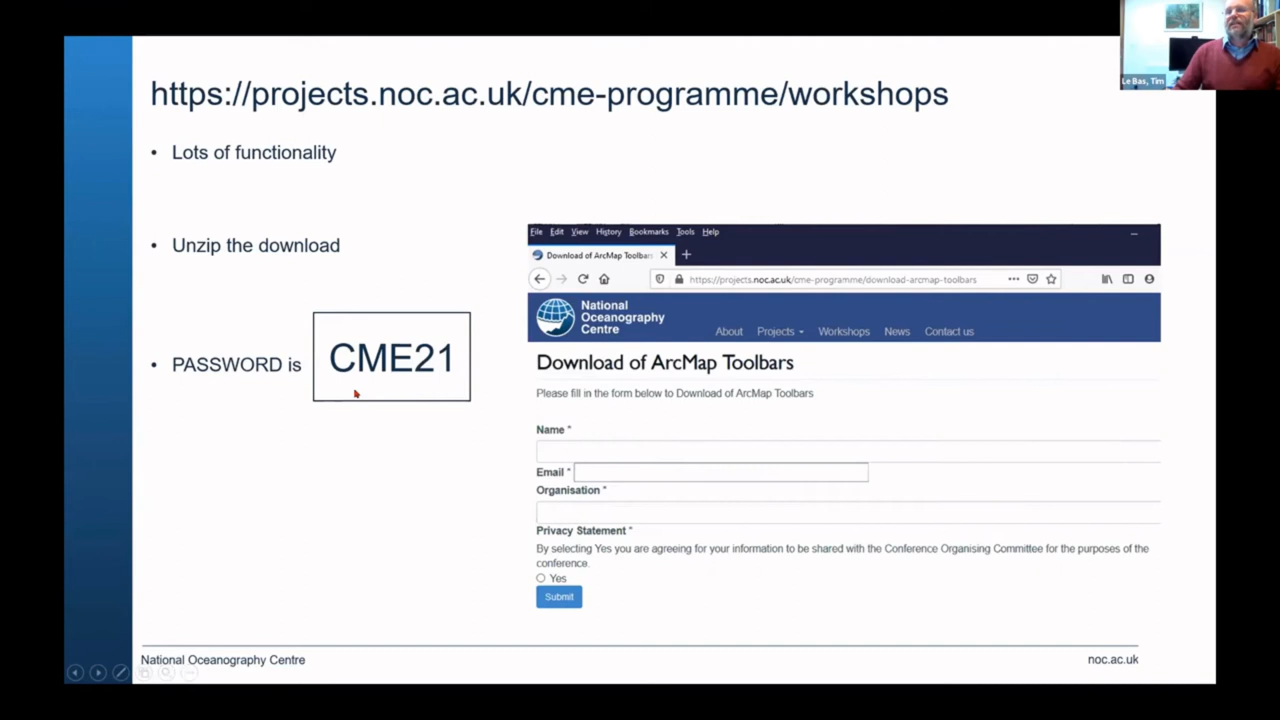 Le Bas, Tim
https://projects.noc.ac.uk/cme-programme/workshops
• Lots of functionality
• Unzip the download
• PASSWORD is
CME21
File Edit View History Bookmarks Tools Help
Download of ArcMap Toolbars
https://projects.noc.ac.uk/cme-programme/download-arcmap-toolbars
National
Oceanography
Centre
About Projects Workshops News Contact us
Download of ArcMap Toolbars
Please fill in the form below to Download of ArcMap Toolbars
Name *
Email *
Organisation *
Privacy Statement *
By selecting Yes you are agreeing for your information to be shared with the Conference Organising Committee for the purposes of the
conference.
Yes
Submit
National Oceanography Centre
noc.ac.uk